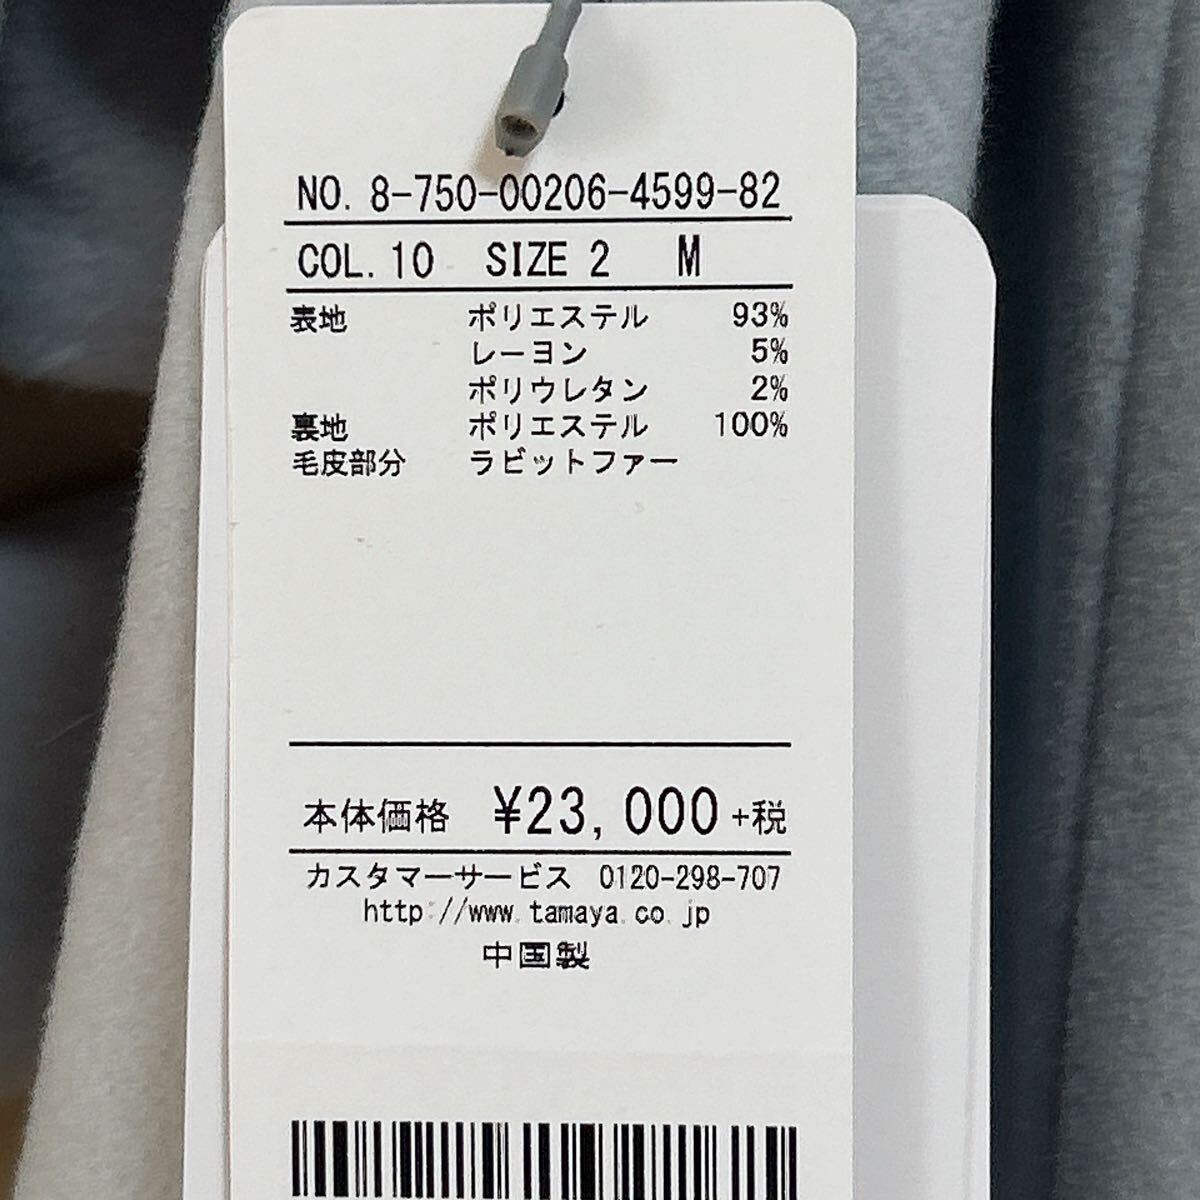 NO. 8-750-00206-4599-82
COL. 10 SIZE 2 M
表地 ポリエステル 93%
レーヨン 5%
ポリウレタン 2%
裏地 ポリエステル 100%
毛皮部分 ラビットファー
本体価格 ¥23,000+税
カスタマーサービス 0120-298-707
http://www.tamaya.co.jp
中国製